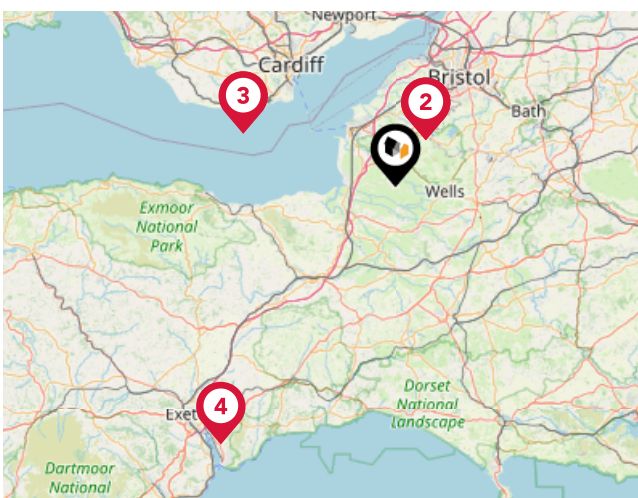 Newport
Cardiff
3
Bristol
2
Bath
Wells
Exmoor
National
Park
4
Exet
Dorset
National
Landscape
Dartmoor
National